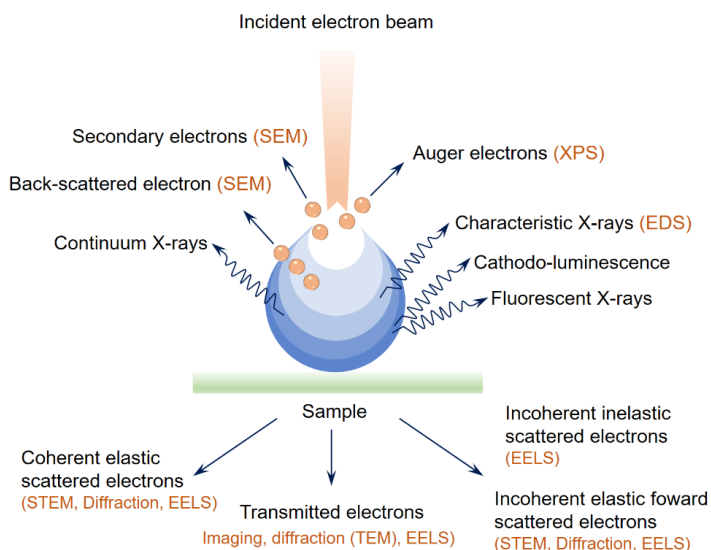 Incident electron beam
Secondary electrons (SEM)
Auger electrons (XPS)
Back-scattered electron (SEM)
Characteristic X-rays (EDS)
Continuum X-rays
Cathodo-luminescence
Fluorescent X-rays
Sample
Coherent elastic
scattered electrons
(STEM, Diffraction, EELS)
Transmitted electrons
Imaging, diffraction (TEM), EELS)
Incoherent inelastic
scattered electrons
(EELS)
Incoherent elastic foward
scattered electrons
(STEM, Diffraction, EELS)